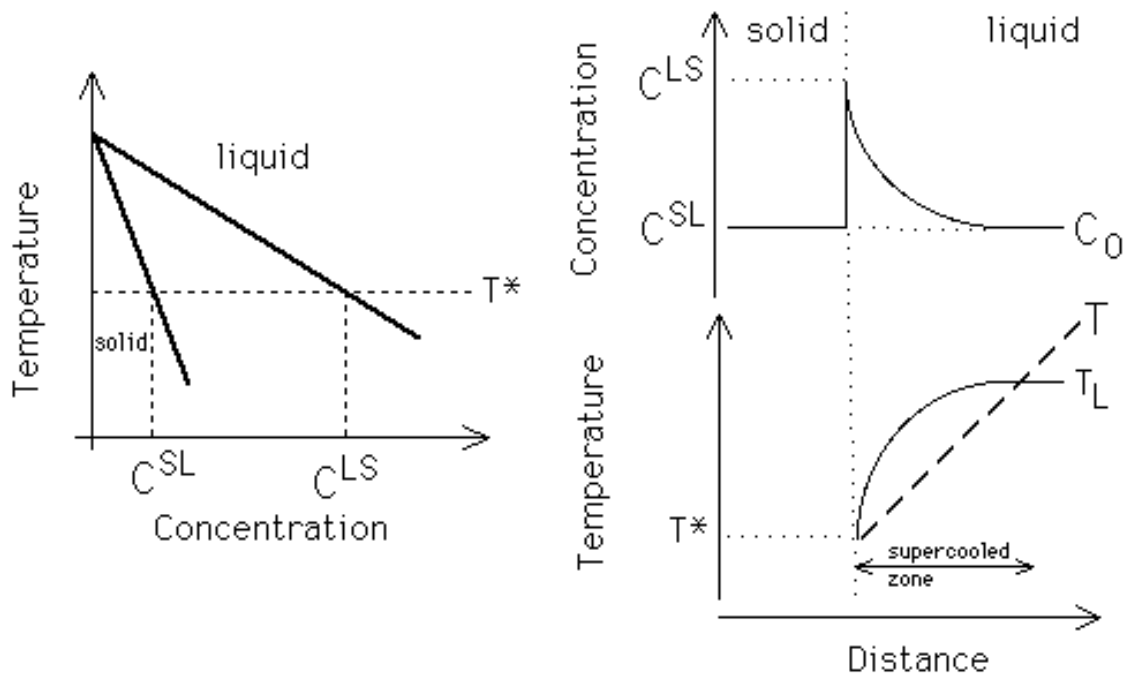 Temperature
liquid
T*
solid
C^SL
C^LS
Concentration
solid
liquid
Concentration
C^LS
C^SL
C_0
Temperature
T
T_L
T*
supercooled
zone
Distance